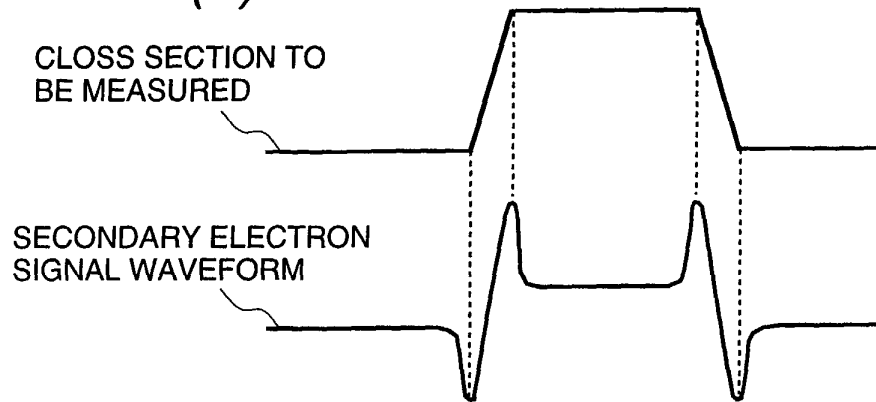 CLOSS SECTION TO
BE MEASURED
SECONDARY ELECTRON
SIGNAL WAVEFORM